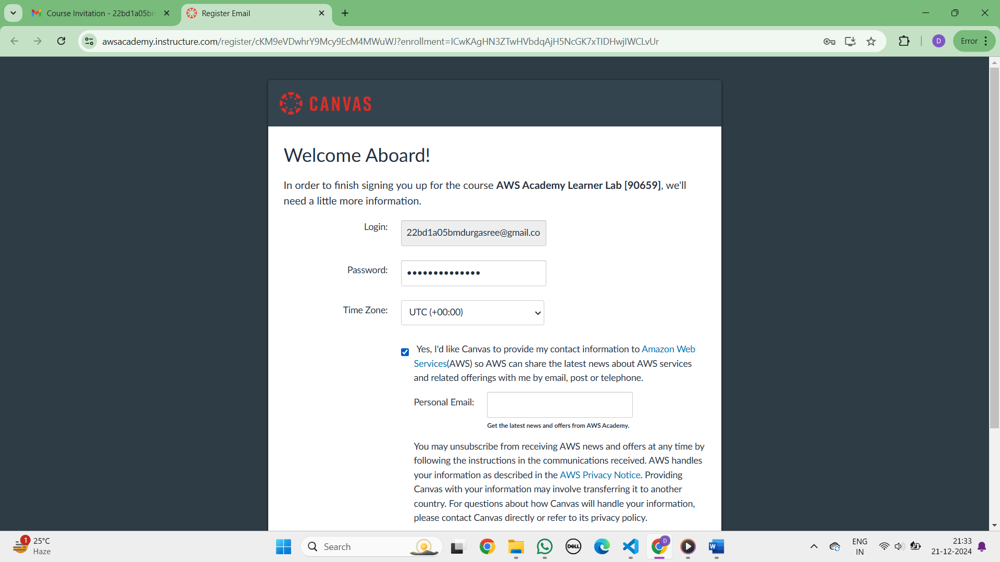 Course Invitation - 22bd1a05bm
Register Email
awsacademy.instructure.com/register/cKM9eVDwhrY9Mcy9EcM4MWuWJ?enrollment=ICwKAgHN3ZTwHVbdqAjH5NcGK7xTIDHwjIWCLvUr
D
Error
CANVAS
Welcome Aboard!
In order to finish signing you up for the course AWS Academy Learner Lab [90659], we'll
need a little more information.
Login:
22bd1a05bmdurgasree@gmail.co
Password:
Time Zone:
UTC (+00:00)
Yes, I'd like Canvas to provide my contact information to Amazon Web
Services(AWS) so AWS can share the latest news about AWS services
and related offerings with me by email, post or telephone.
Personal Email:
Get the latest news and offers from AWS Academy.
You may unsubscribe from receiving AWS news and offers at any time by
following the instructions in the communications received. AWS handles
your information as described in the AWS Privacy Notice. Providing
Canvas with your information may involve transferring it to another
country. For questions about how Canvas will handle your information,
please contact Canvas directly or refer to its privacy policy.
1
25°C
Haze
Search
DELL
D
W
ENG
IN
21:33
21-12-2024